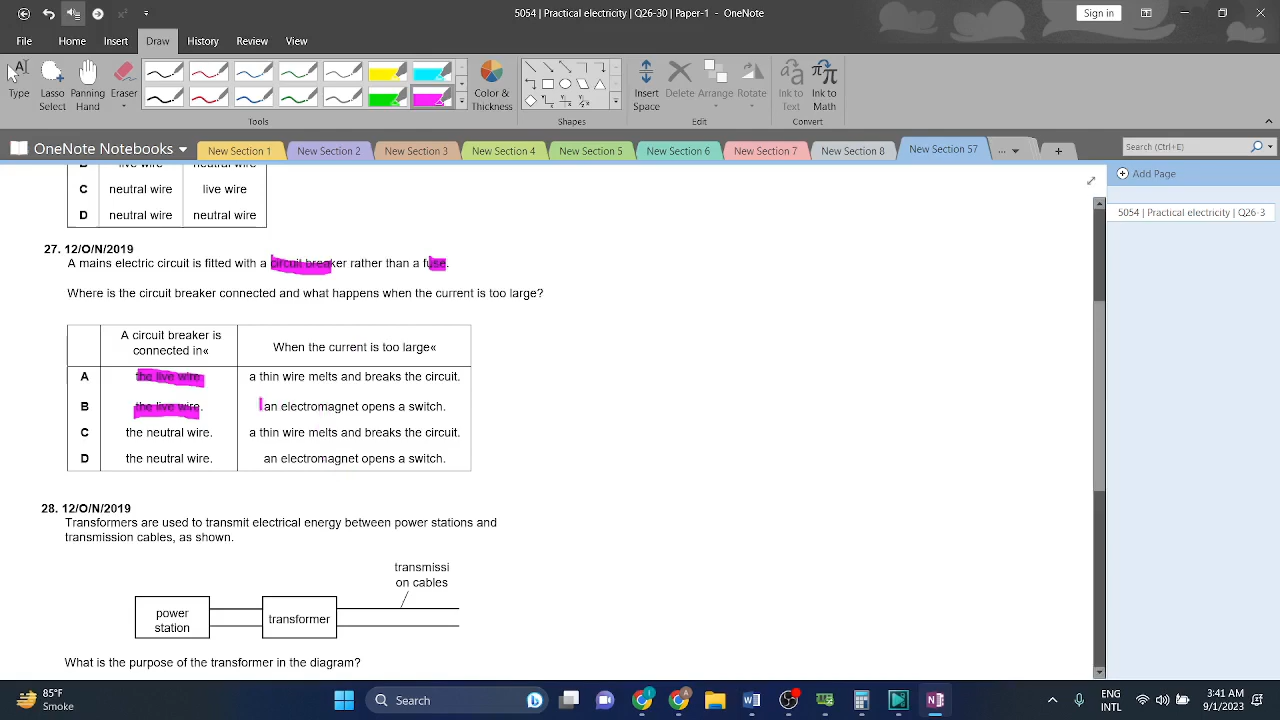 5054 | Practical electricity | Q26-30 | Paper-1 - OneNote
Sign in
File Home Insert Draw History Review View
Type
Lasso Select
Panning Hand
Eraser
Color & Thickness
Insert Space
Delete
Arrange
Rotate
Ink to Text
Ink to Math
Tools
Shapes
Edit
Convert
OneNote Notebooks
New Section 1 New Section 2 New Section 3 New Section 4 New Section 5 New Section 6 New Section 7 New Section 8 New Section 57 ...
Search (Ctrl+E)
Add Page
5054 | Practical electricity | Q26-3
B live wire neutral wire
C neutral wire live wire
D neutral wire neutral wire
27. 12/O/N/2019
A mains electric circuit is fitted with a circuit breaker rather than a fuse.
Where is the circuit breaker connected and what happens when the current is too large?
A circuit breaker is connected in«
When the current is too large«
A the live wire a thin wire melts and breaks the circuit.
B the live wire. an electromagnet opens a switch.
C the neutral wire. a thin wire melts and breaks the circuit.
D the neutral wire. an electromagnet opens a switch.
28. 12/O/N/2019
Transformers are used to transmit electrical energy between power stations and
transmission cables, as shown.
transmissi
on cables
power
station
transformer
What is the purpose of the transformer in the diagram?
85°F
Smoke
Search
ENG
INTL
3:41 AM
9/1/2023